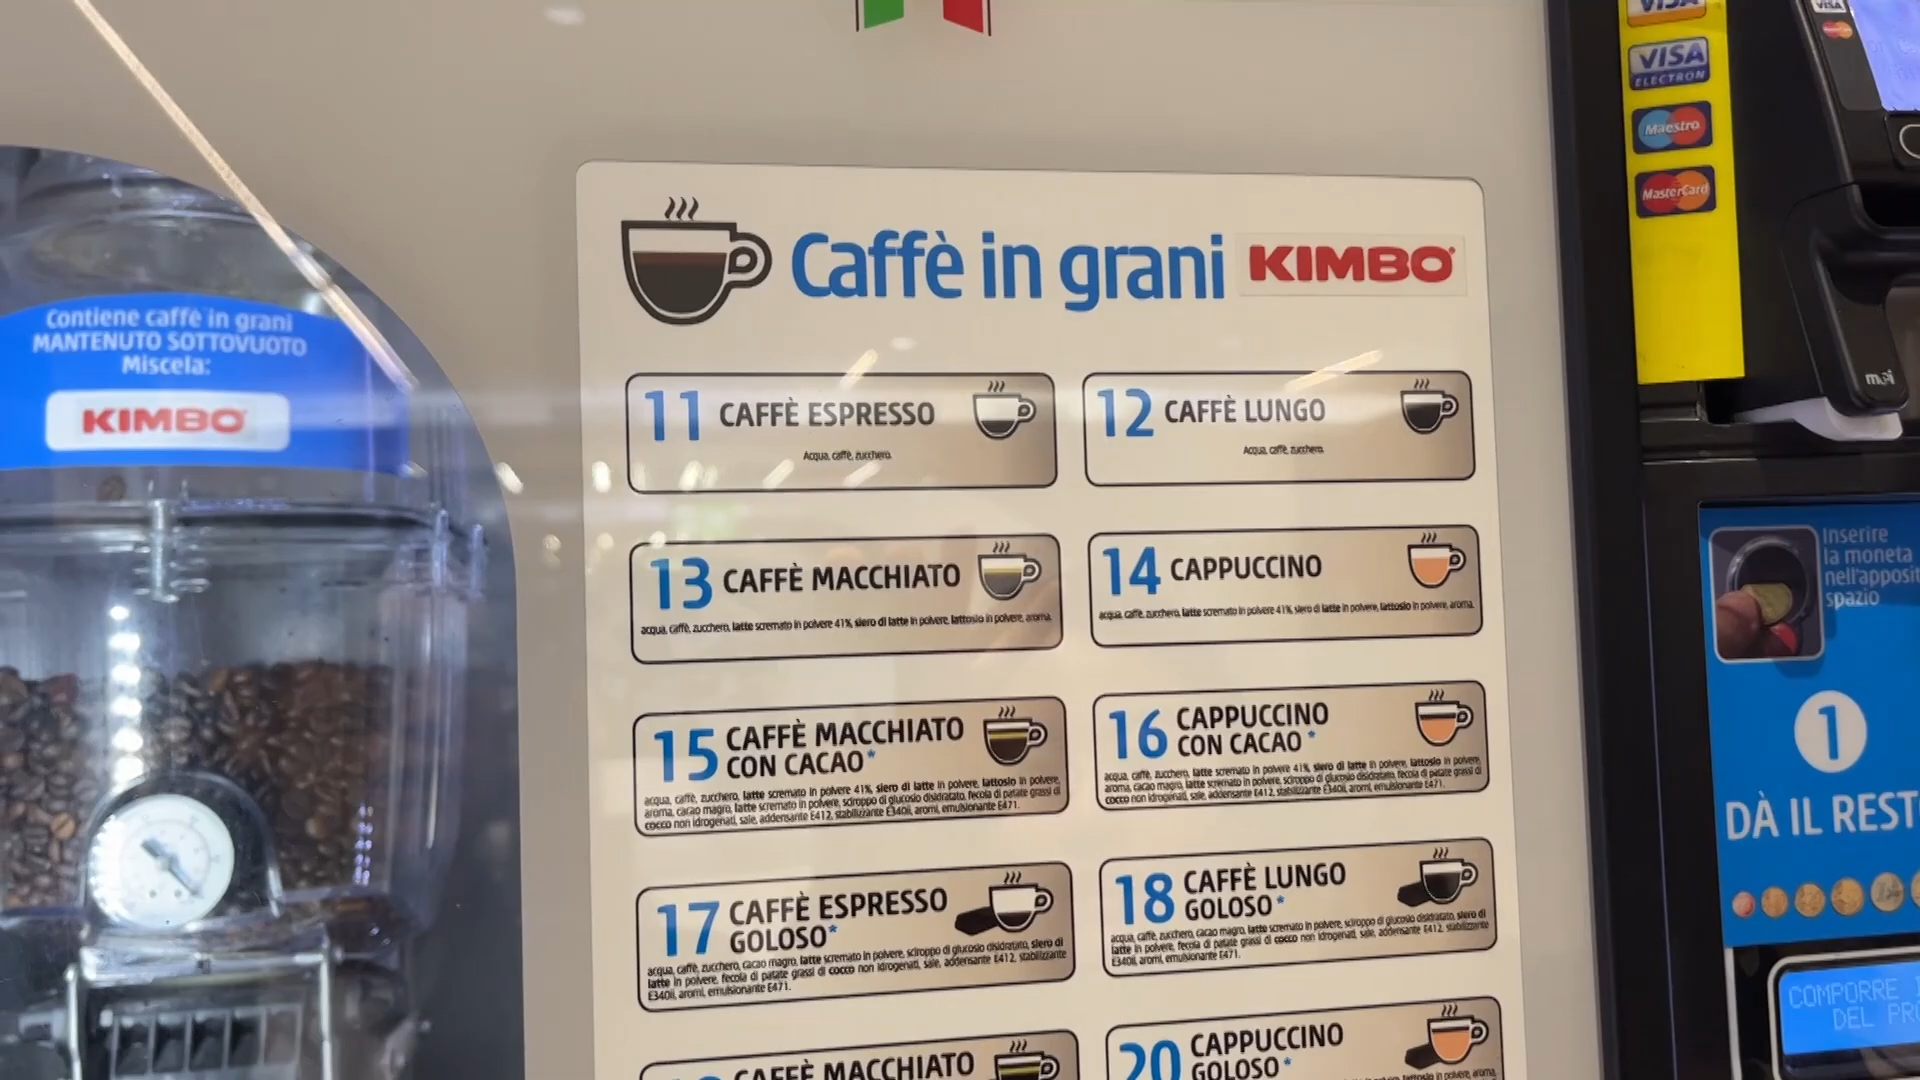 Contiene caffè in grani
MANTENUTO SOTTOVUOTO
Miscela:
KIMBO
Caffè in grani KIMBO
11 CAFFÈ ESPRESSO
Acqua, caffè, zucchero.
12 CAFFÈ LUNGO
Acqua, caffè, zucchero.
13 CAFFÈ MACCHIATO
acqua, caffè, zucchero, latte scremato in polvere 41%, siero di latte in polvere, lattosio in polvere, aroma.
14 CAPPUCCINO
acqua, caffè, zucchero, latte scremato in polvere 41%, siero di latte in polvere, lattosio in polvere, aroma.
15 CAFFÈ MACCHIATO
CON CACAO*
acqua, caffè, zucchero, latte scremato in polvere 41%, siero di latte in polvere, lattosio in polvere,
aroma, cacao magro, latte scremato in polvere, sciroppo di glucosio disidratato, fecola di patate grassi di
cocco non idrogenati, sale, addensante E412, stabilizzante E340ii, aromi, emulsionante E471.
16 CAPPUCCINO
CON CACAO*
acqua, caffè, zucchero, latte scremato in polvere 41%, siero di latte in polvere, lattosio in polvere,
aroma, cacao magro, latte scremato in polvere, sciroppo di glucosio disidratato, fecola di patate grassi di
cocco non idrogenati, sale, addensante E412, stabilizzante E340ii, aromi, emulsionante E471.
17 CAFFÈ ESPRESSO
GOLOSO*
acqua, caffè, zucchero, cacao magro, latte scremato in polvere, sciroppo di glucosio disidratato, siero di
latte in polvere, fecola di patate grassi di cocco non idrogenati, sale, addensante E412, stabilizzante
E340ii, aromi, emulsionante E471.
18 CAFFÈ LUNGO
GOLOSO*
acqua, caffè, zucchero, cacao magro, latte scremato in polvere, sciroppo di glucosio disidratato, siero di
latte in polvere, fecola di patate grassi di cocco non idrogenati, sale, addensante E412, stabilizzante
E340ii, aromi, emulsionante E471.
CAFFÈ MACCHIATO
20 CAPPUCCINO
GOLOSO*
VISA
VISA
ELECTRON
Maestro
MasterCard
VISA
mei
Inserire
la moneta
nell'apposit
spazio
1
DÀ IL REST
COMPORRE
DEL PRO